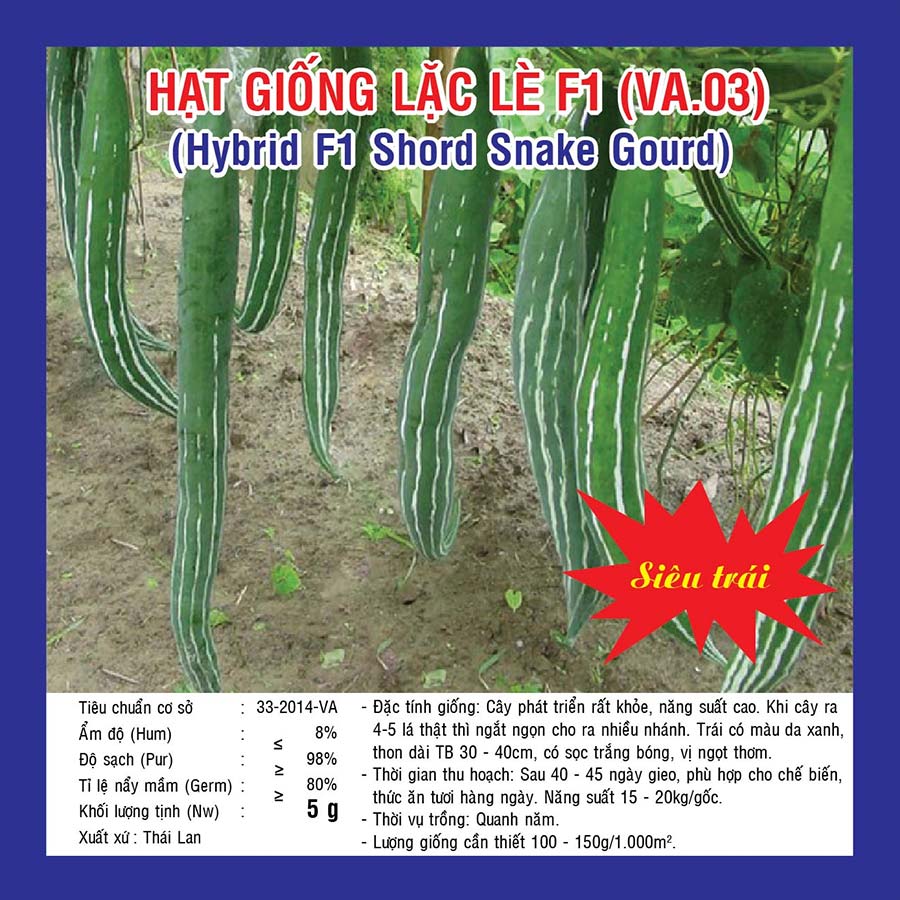 HẠT GIỐNG LẶC LÈ F1 (VA.03)
(Hybrid F1 Shord Snake Gourd)
Siêu trái
Tiêu chuẩn cơ sở : 33-2014-VA
Ẩm độ (Hum) : ≤ 8%
Độ sạch (Pur) : ≥ 98%
Tỉ lệ nẩy mầm (Germ) : ≥ 80%
Khối lượng tịnh (Nw) : 5 g
Xuất xứ : Thái Lan
- Đặc tính giống: Cây phát triển rất khỏe, năng suất cao. Khi cây ra
4-5 lá thật thì ngắt ngọn cho ra nhiều nhánh. Trái có màu da xanh,
thon dài TB 30 - 40cm, có sọc trắng bóng, vị ngọt thơm.
- Thời gian thu hoạch: Sau 40 - 45 ngày gieo, phù hợp cho chế biến,
thức ăn tươi hàng ngày. Năng suất 15 - 20kg/gốc.
- Thời vụ trồng: Quanh năm.
- Lượng giống cần thiết 100 - 150g/1.000m².